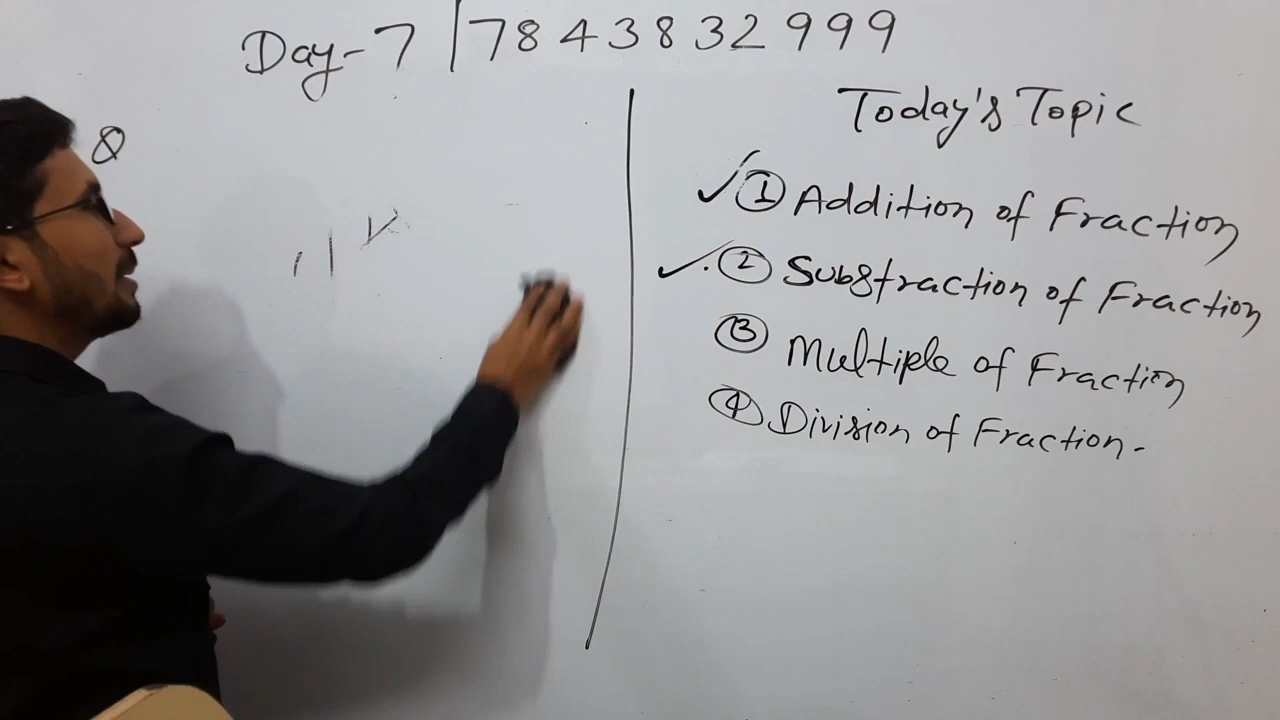 Day-7 | 7843832999
Today's Topic
① Addition of Fraction
② Substraction of Fraction
③ Multiple of Fraction
④ Division of Fraction.